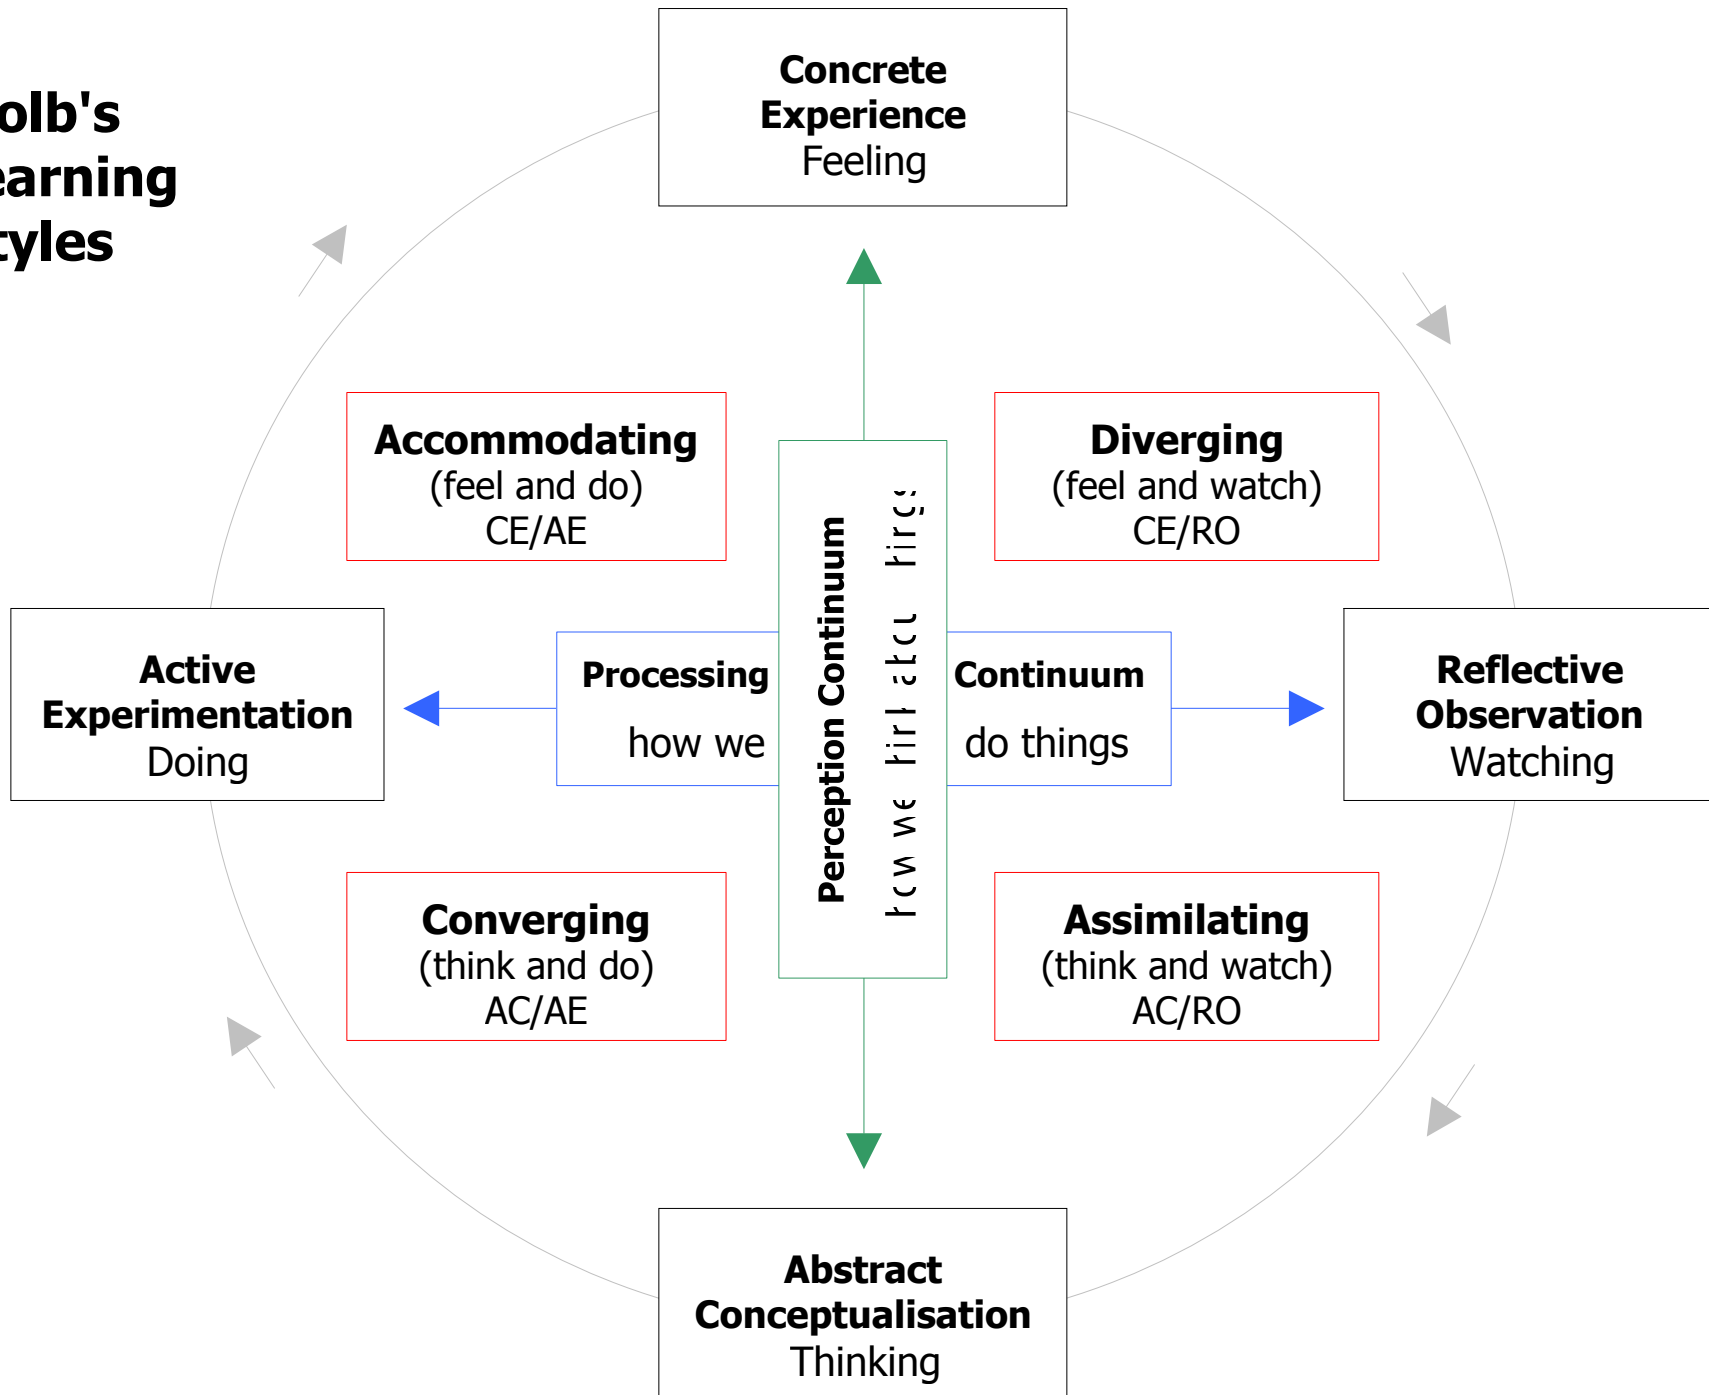 olb's
earning
tyles
Concrete
Experience
Feeling
Accommodating
(feel and do)
CE/AE
Diverging
(feel and watch)
CE/RO
Active
Experimentation
Doing
Processing Continuum
how we do things
Perception Continuum
Reflective
Observation
Watching
Converging
(think and do)
AC/AE
Assimilating
(think and watch)
AC/RO
Abstract
Conceptualisation
Thinking